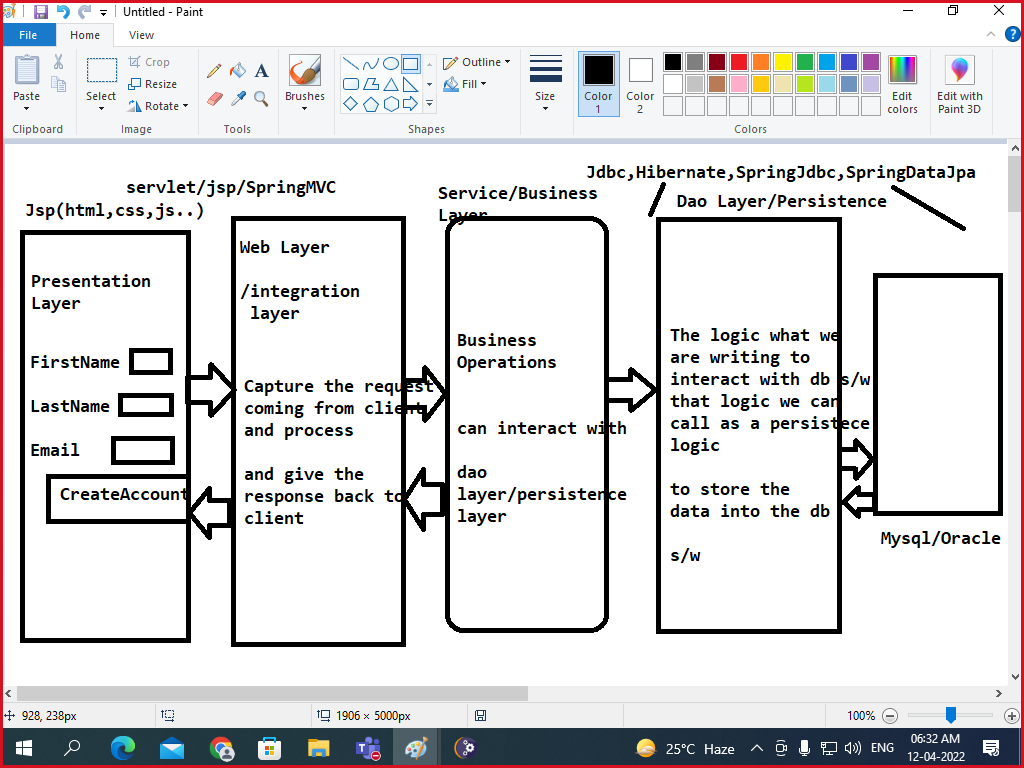 Untitled - Paint
File
Home
View
Paste
Clipboard
Select
Crop
Resize
Rotate
Image
A
Tools
Brushes
Outline
Fill
Shapes
Size
Color
1
Color
2
Colors
Edit
colors
Edit with
Paint 3D
servlet/jsp/SpringMVC
Jsp(html,css,js..)
Service/Business
Layer
Jdbc,Hibernate,SpringJdbc,SpringDataJpa
Dao Layer/Persistence
Presentation
Layer
FirstName
LastName
Email
CreateAccount
Web Layer
/integration
layer
Capture the request
coming from client
and process
and give the
response back to
client
Business
Operations
can interact with
dao
layer/persistence
layer
The logic what we
are writing to
interact with db s/w
that logic we can
call as a persistece
logic
to store the
data into the db
s/w
Mysql/Oracle
928, 238px
1906 × 5000px
100%
25°C Haze
ENG
06:32 AM
12-04-2022